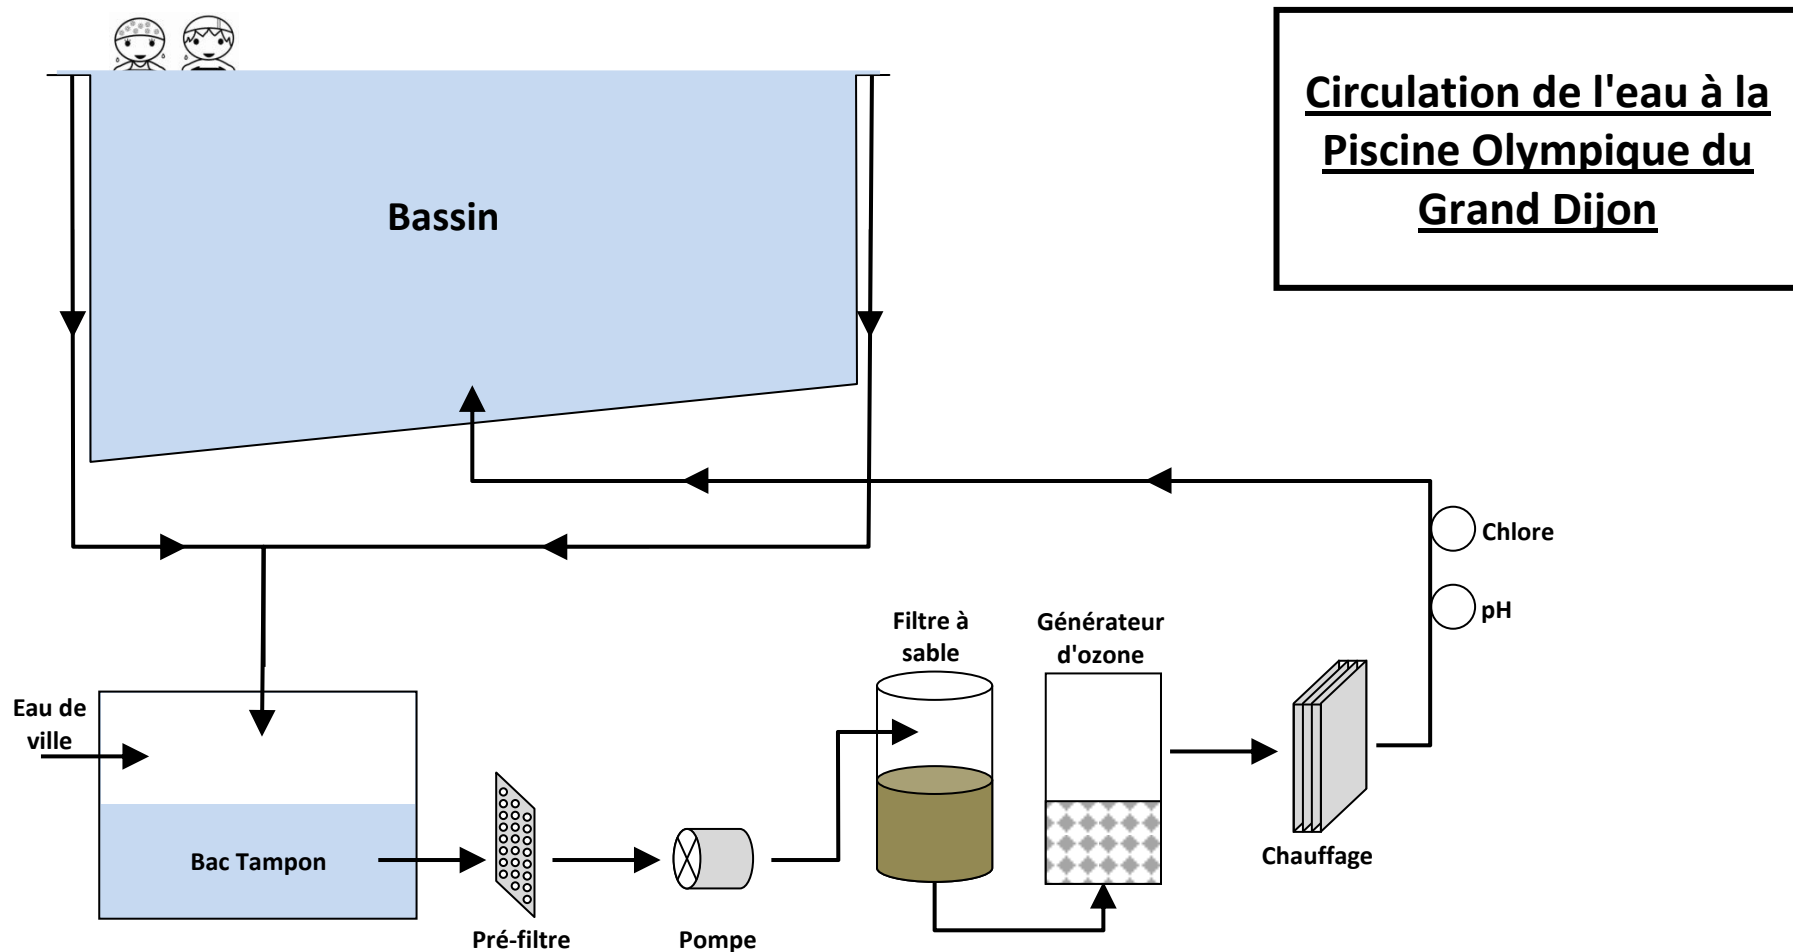 Circulation de l'eau à la
Piscine Olympique du
Grand Dijon
Bassin
Chlore
pH
Filtre à
sable
Générateur
d'ozone
Eau de
ville
Bac Tampon
Chauffage
Pré-filtre
Pompe